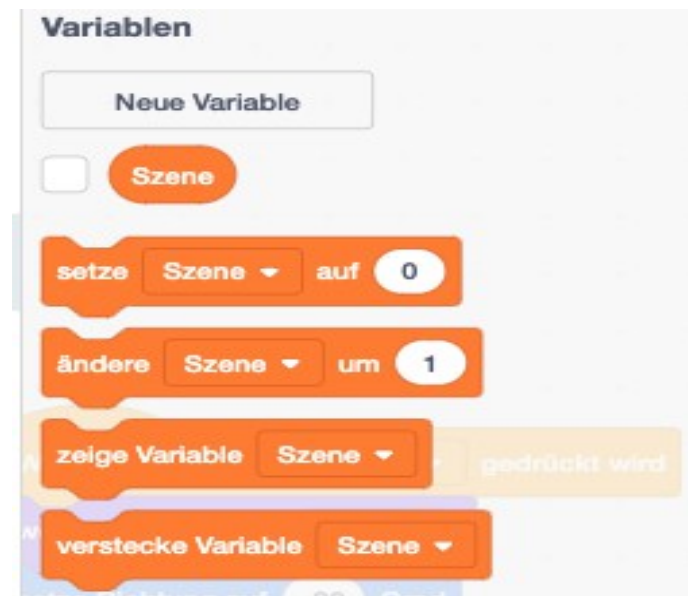 Variablen
Neue Variable
Szene
setze Szene auf 0
ändere Szene um 1
zeige Variable Szene
gedrückt wird
verstecke Variable Szene